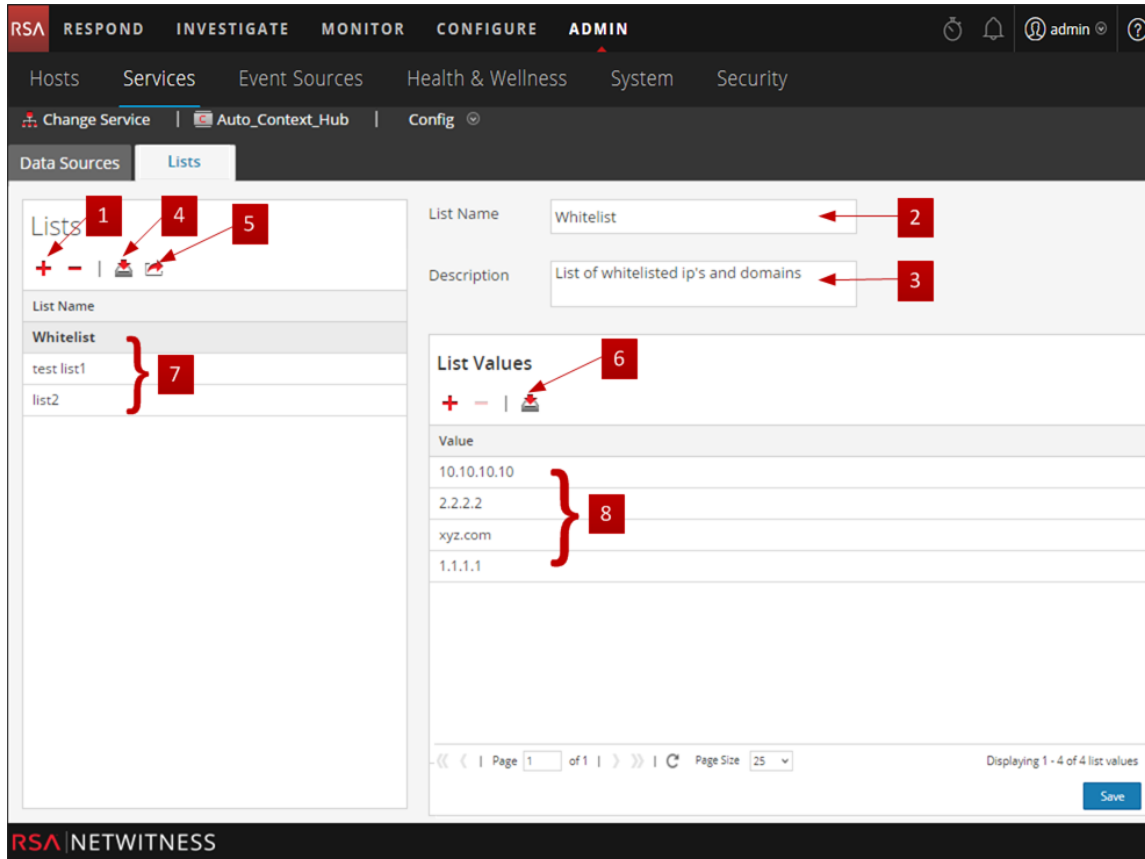 RSA RESPOND INVESTIGATE MONITOR CONFIGURE ADMIN admin ?
Hosts Services Event Sources Health & Wellness System Security
Change Service | C Auto_Context_Hub | Config
Data Sources Lists
Lists
1
4
5
List Name
Whitelist
test list1
list2
7
List Name Whitelist
2
Description List of whitelisted ip's and domains
3
List Values
6
Value
10.10.10.10
2.2.2.2
xyz.com
1.1.1.1
8
| Page 1 of 1 | | Page Size 25 Displaying 1 - 4 of 4 list values
Save
RSA | NETWITNESS